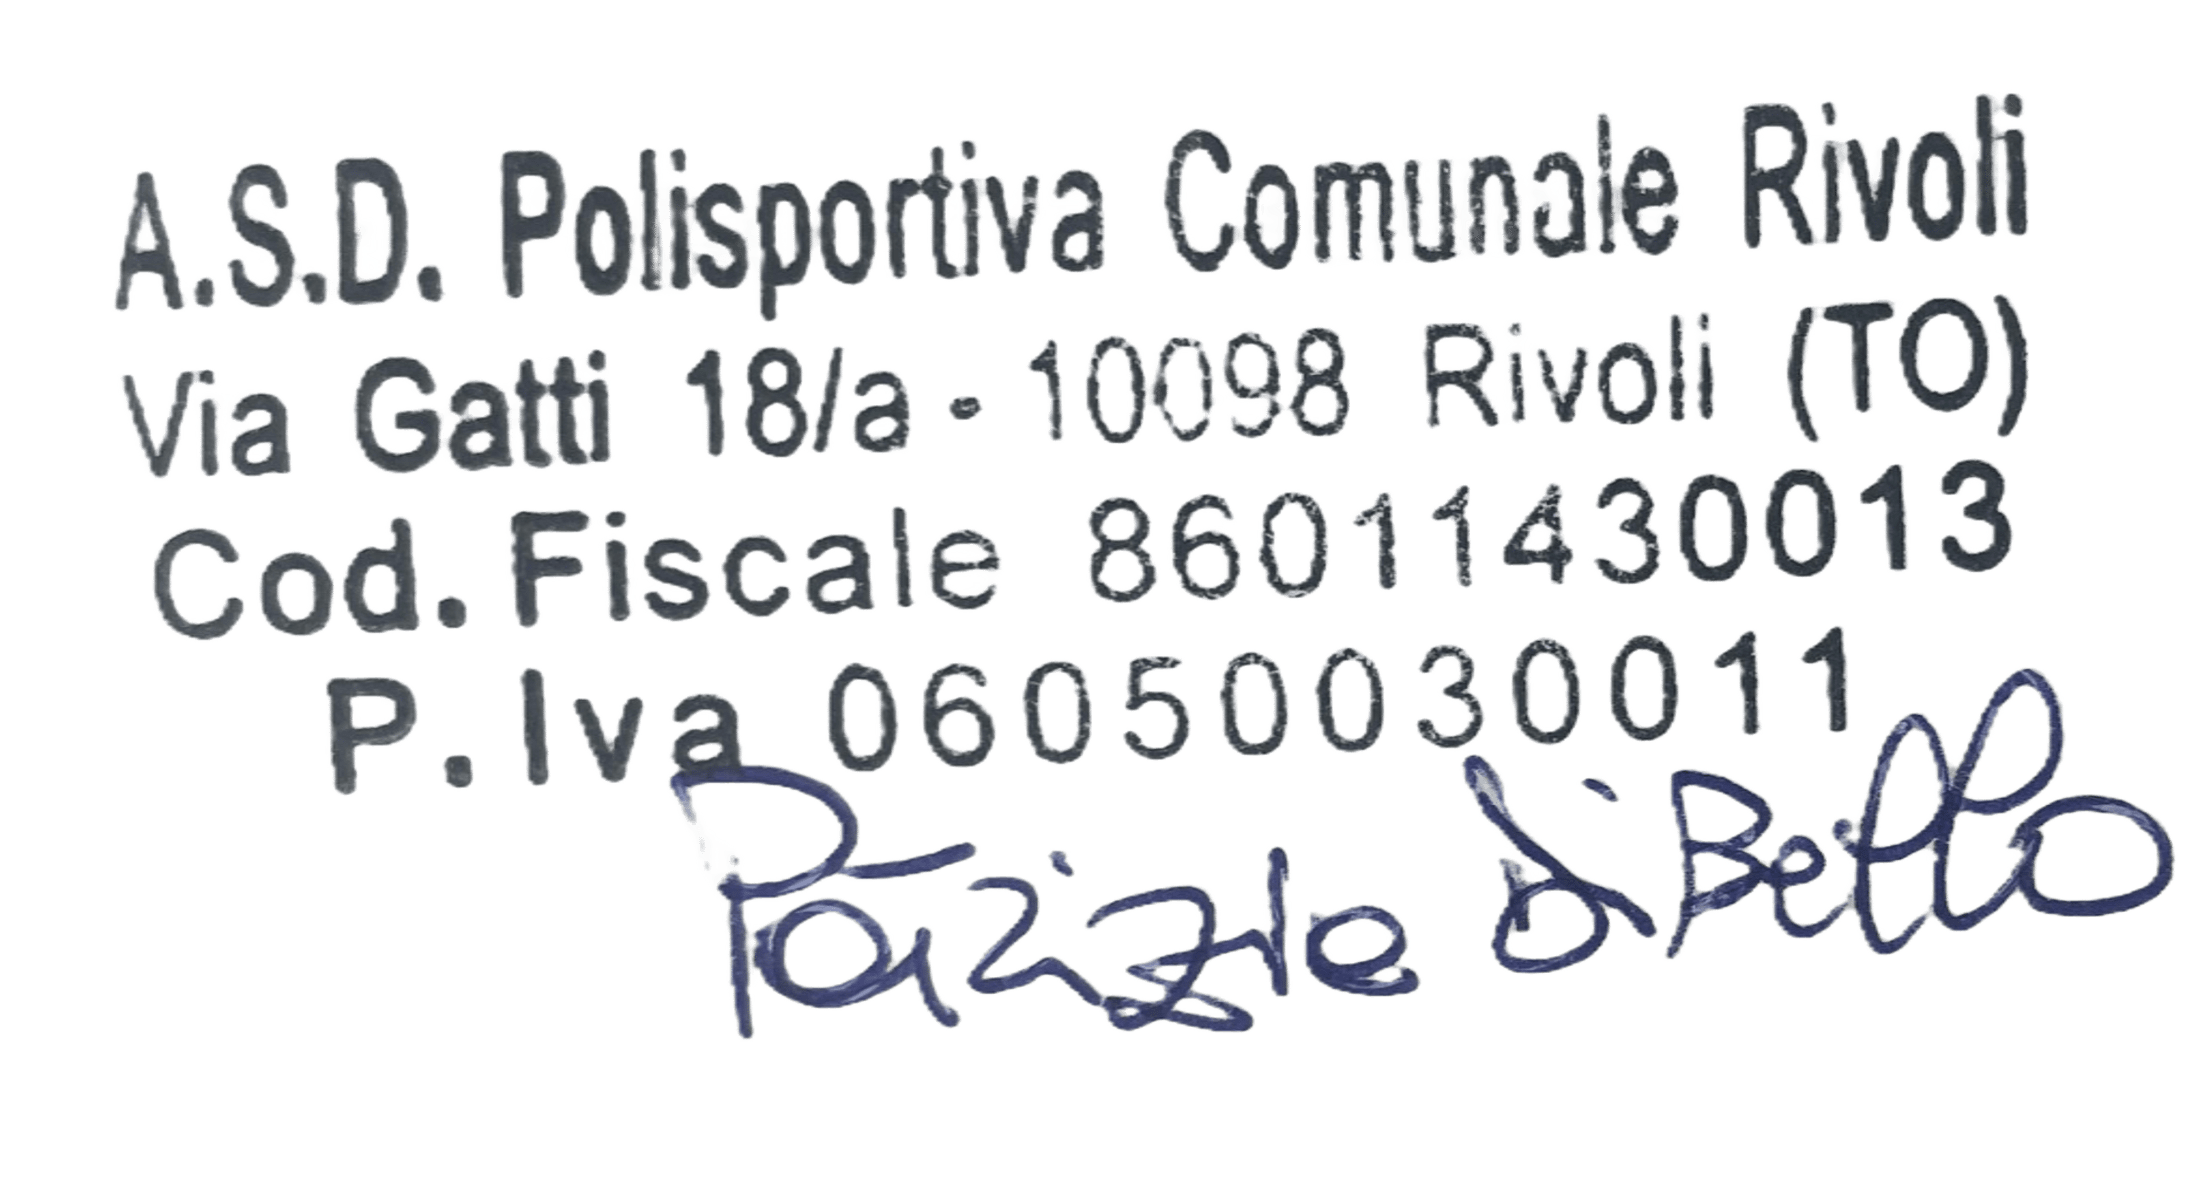 A.S.D. Polisportiva Comunale Rivoli
Via Gatti 18/a - 10098 Rivoli (TO)
Cod. Fiscale 86011430013
P. Iva 06050030011
Patrizia di Bello